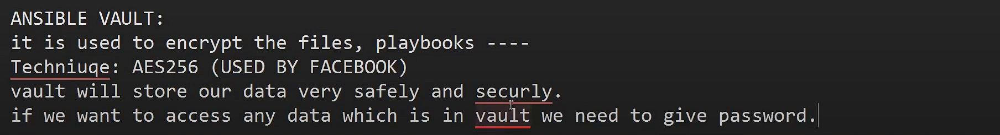 ANSIBLE VAULT:
it is used to encrypt the files, playbooks ----
Techniuqe: AES256 (USED BY FACEBOOK)
vault will store our data very safely and securly.
if we want to access any data which is in vault we need to give password.